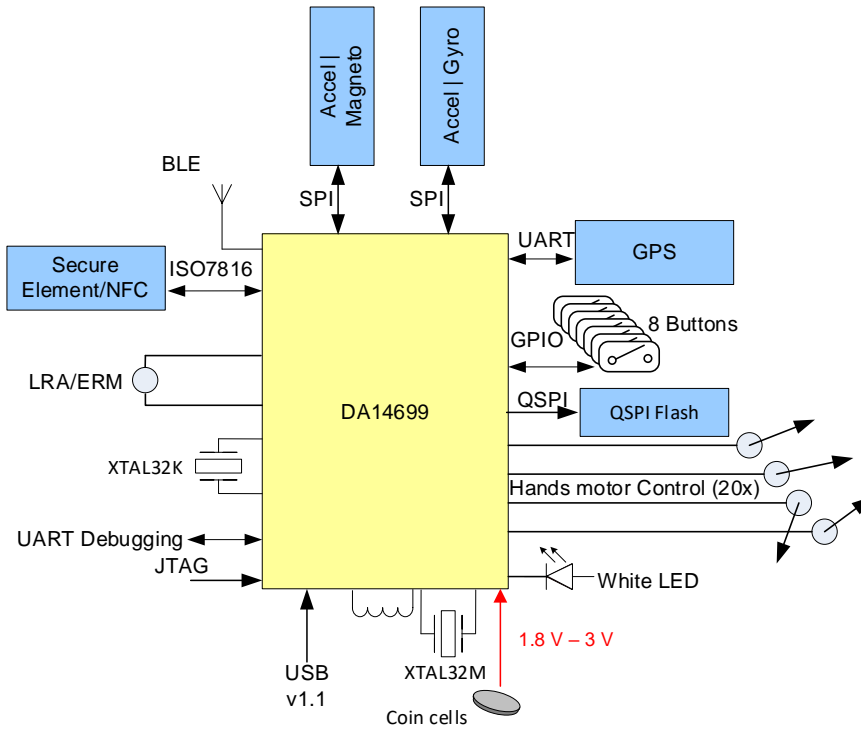 Accel |
Magneto
Accel | Gyro
BLE
SPI
SPI
UART
GPS
Secure
Element/NFC
ISO7816
GPIO
8 Buttons
LRA/ERM
DA14699
QSPI
QSPI Flash
XTAL32K
Hands motor Control (20x)
UART Debugging
JTAG
White LED
USB
v1.1
XTAL32M
1.8 V – 3 V
Coin cells